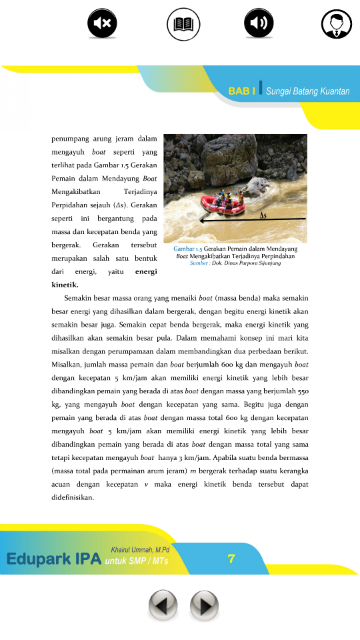 BAB I Sungai Batang Kuantan
penumpang arung jeram dalam
mengayuh boat seperti yang
terlihat pada Gambar 1.5 Gerakan
Pemain dalam Mendayung Boat
Mengakibatkan Terjadinya
Perpidahan sejauh (Δs). Gerakan
seperti ini bergantung pada
massa dan kecepatan benda yang
bergerak. Gerakan tersebut
merupakan salah satu bentuk
dari energi, yaitu energi
kinetik.
Δs
Gambar 1.5 Gerakan Pemain dalam Mendayung
Boat Mengakibatkan Terjadinya Perpindahan
Sumber : Dok. Dinas Parpora Sijunjung
Semakin besar massa orang yang menaiki boat (massa benda) maka semakin
besar energi yang dihasilkan dalam bergerak, dengan begitu energi kinetik akan
semakin besar juga. Semakin cepat benda bergerak, maka energi kinetik yang
dihasilkan akan semakin besar pula. Dalam memahami konsep ini mari kita
misalkan dengan perumpamaan dalam membandingkan dua perbedaan berikut.
Misalkan, jumlah massa pemain dan boat berjumlah 600 kg dan mengayuh boat
dengan kecepatan 5 km/jam akan memiliki energi kinetik yang lebih besar
dibandingkan pemain yang berada di atas boat dengan massa yang berjumlah 550
kg, yang mengayuh boat dengan kecepatan yang sama. Begitu juga dengan
pemain yang berada di atas boat dengan massa total 600 kg dengan kecepatan
mengayuh boat 5 km/jam akan memiliki energi kinetik yang lebih besar
dibandingkan pemain yang berada di atas boat dengan massa total yang sama
tetapi kecepatan mengayuh boat hanya 3 km/jam. Apabila suatu benda bermassa
(massa total pada permainan arum jeram) m bergerak terhadap suatu kerangka
acuan dengan kecepatan v maka energi kinetik benda tersebut dapat
didefinisikan.
Khairul Ummah, M.Pd
Edupark IPA untuk SMP / MTs
7